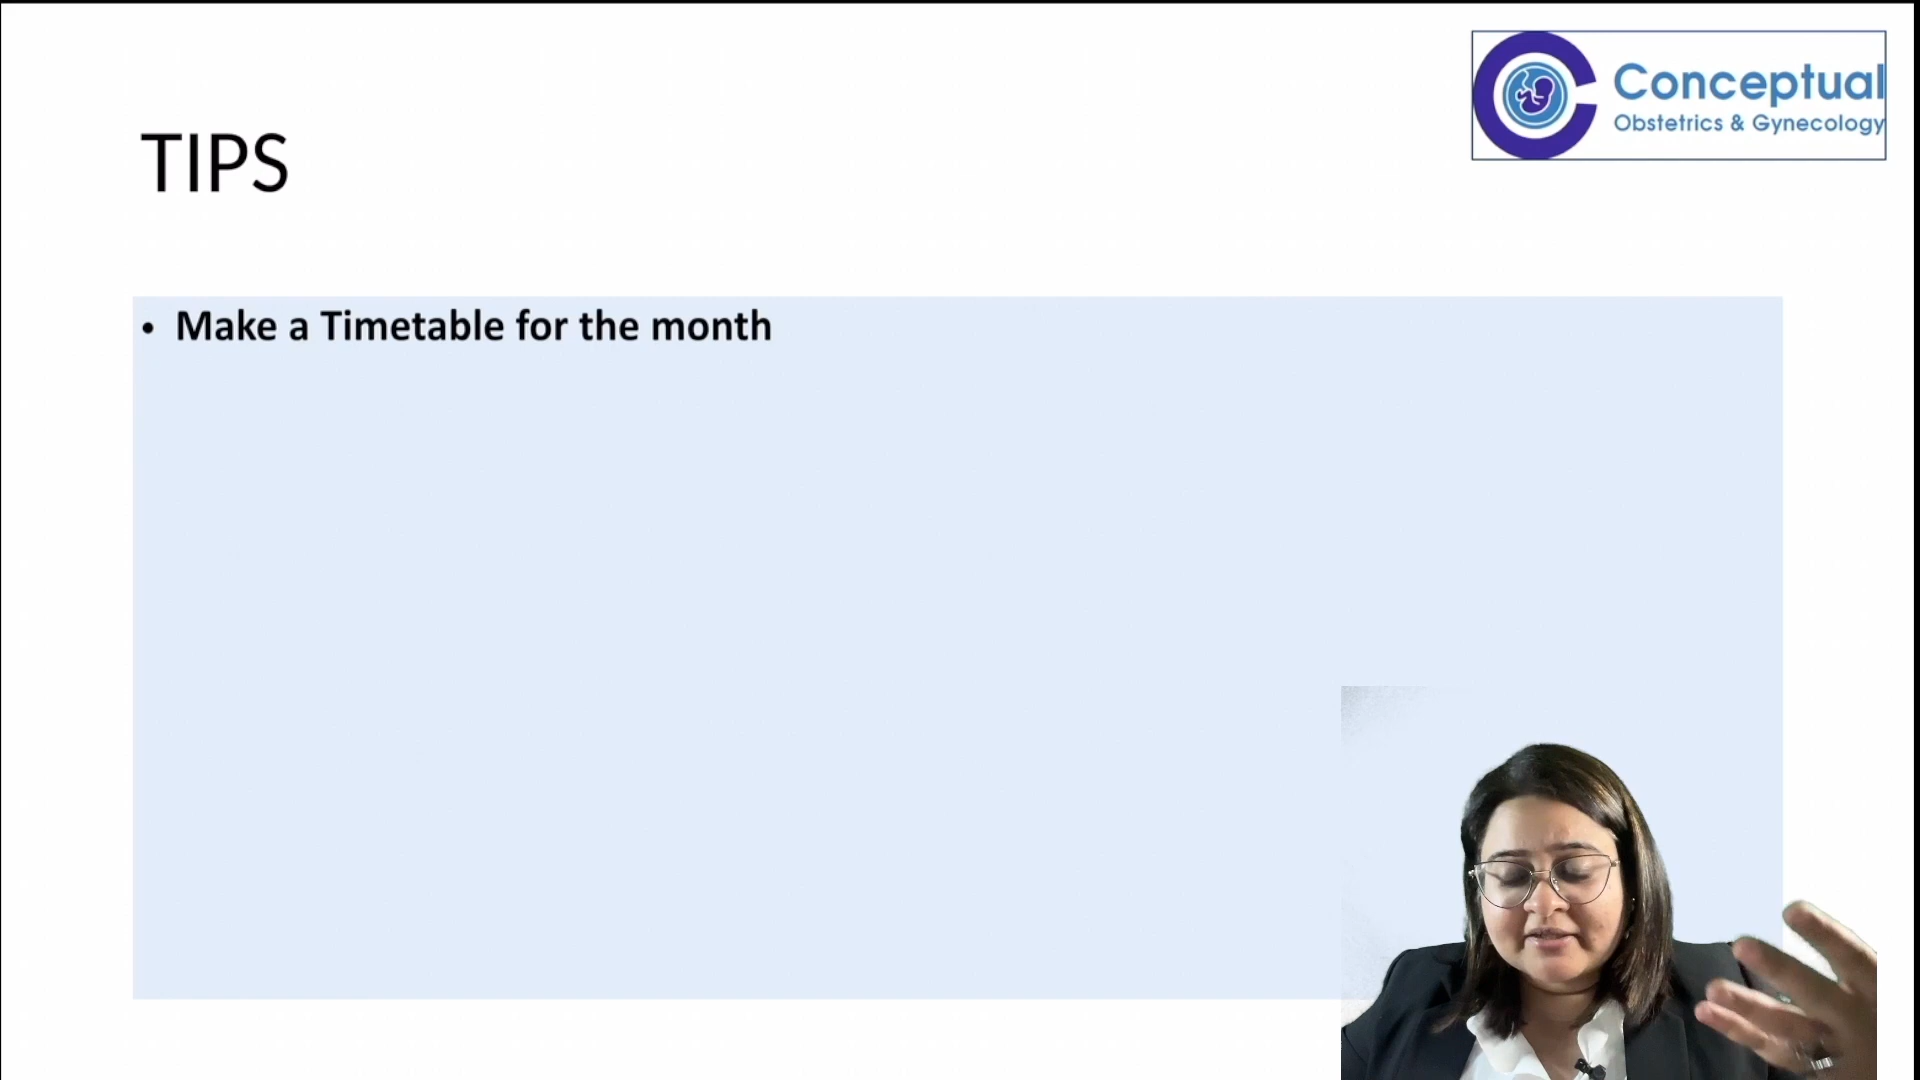 Conceptual
Obstetrics & Gynecology
TIPS
• Make a Timetable for the month